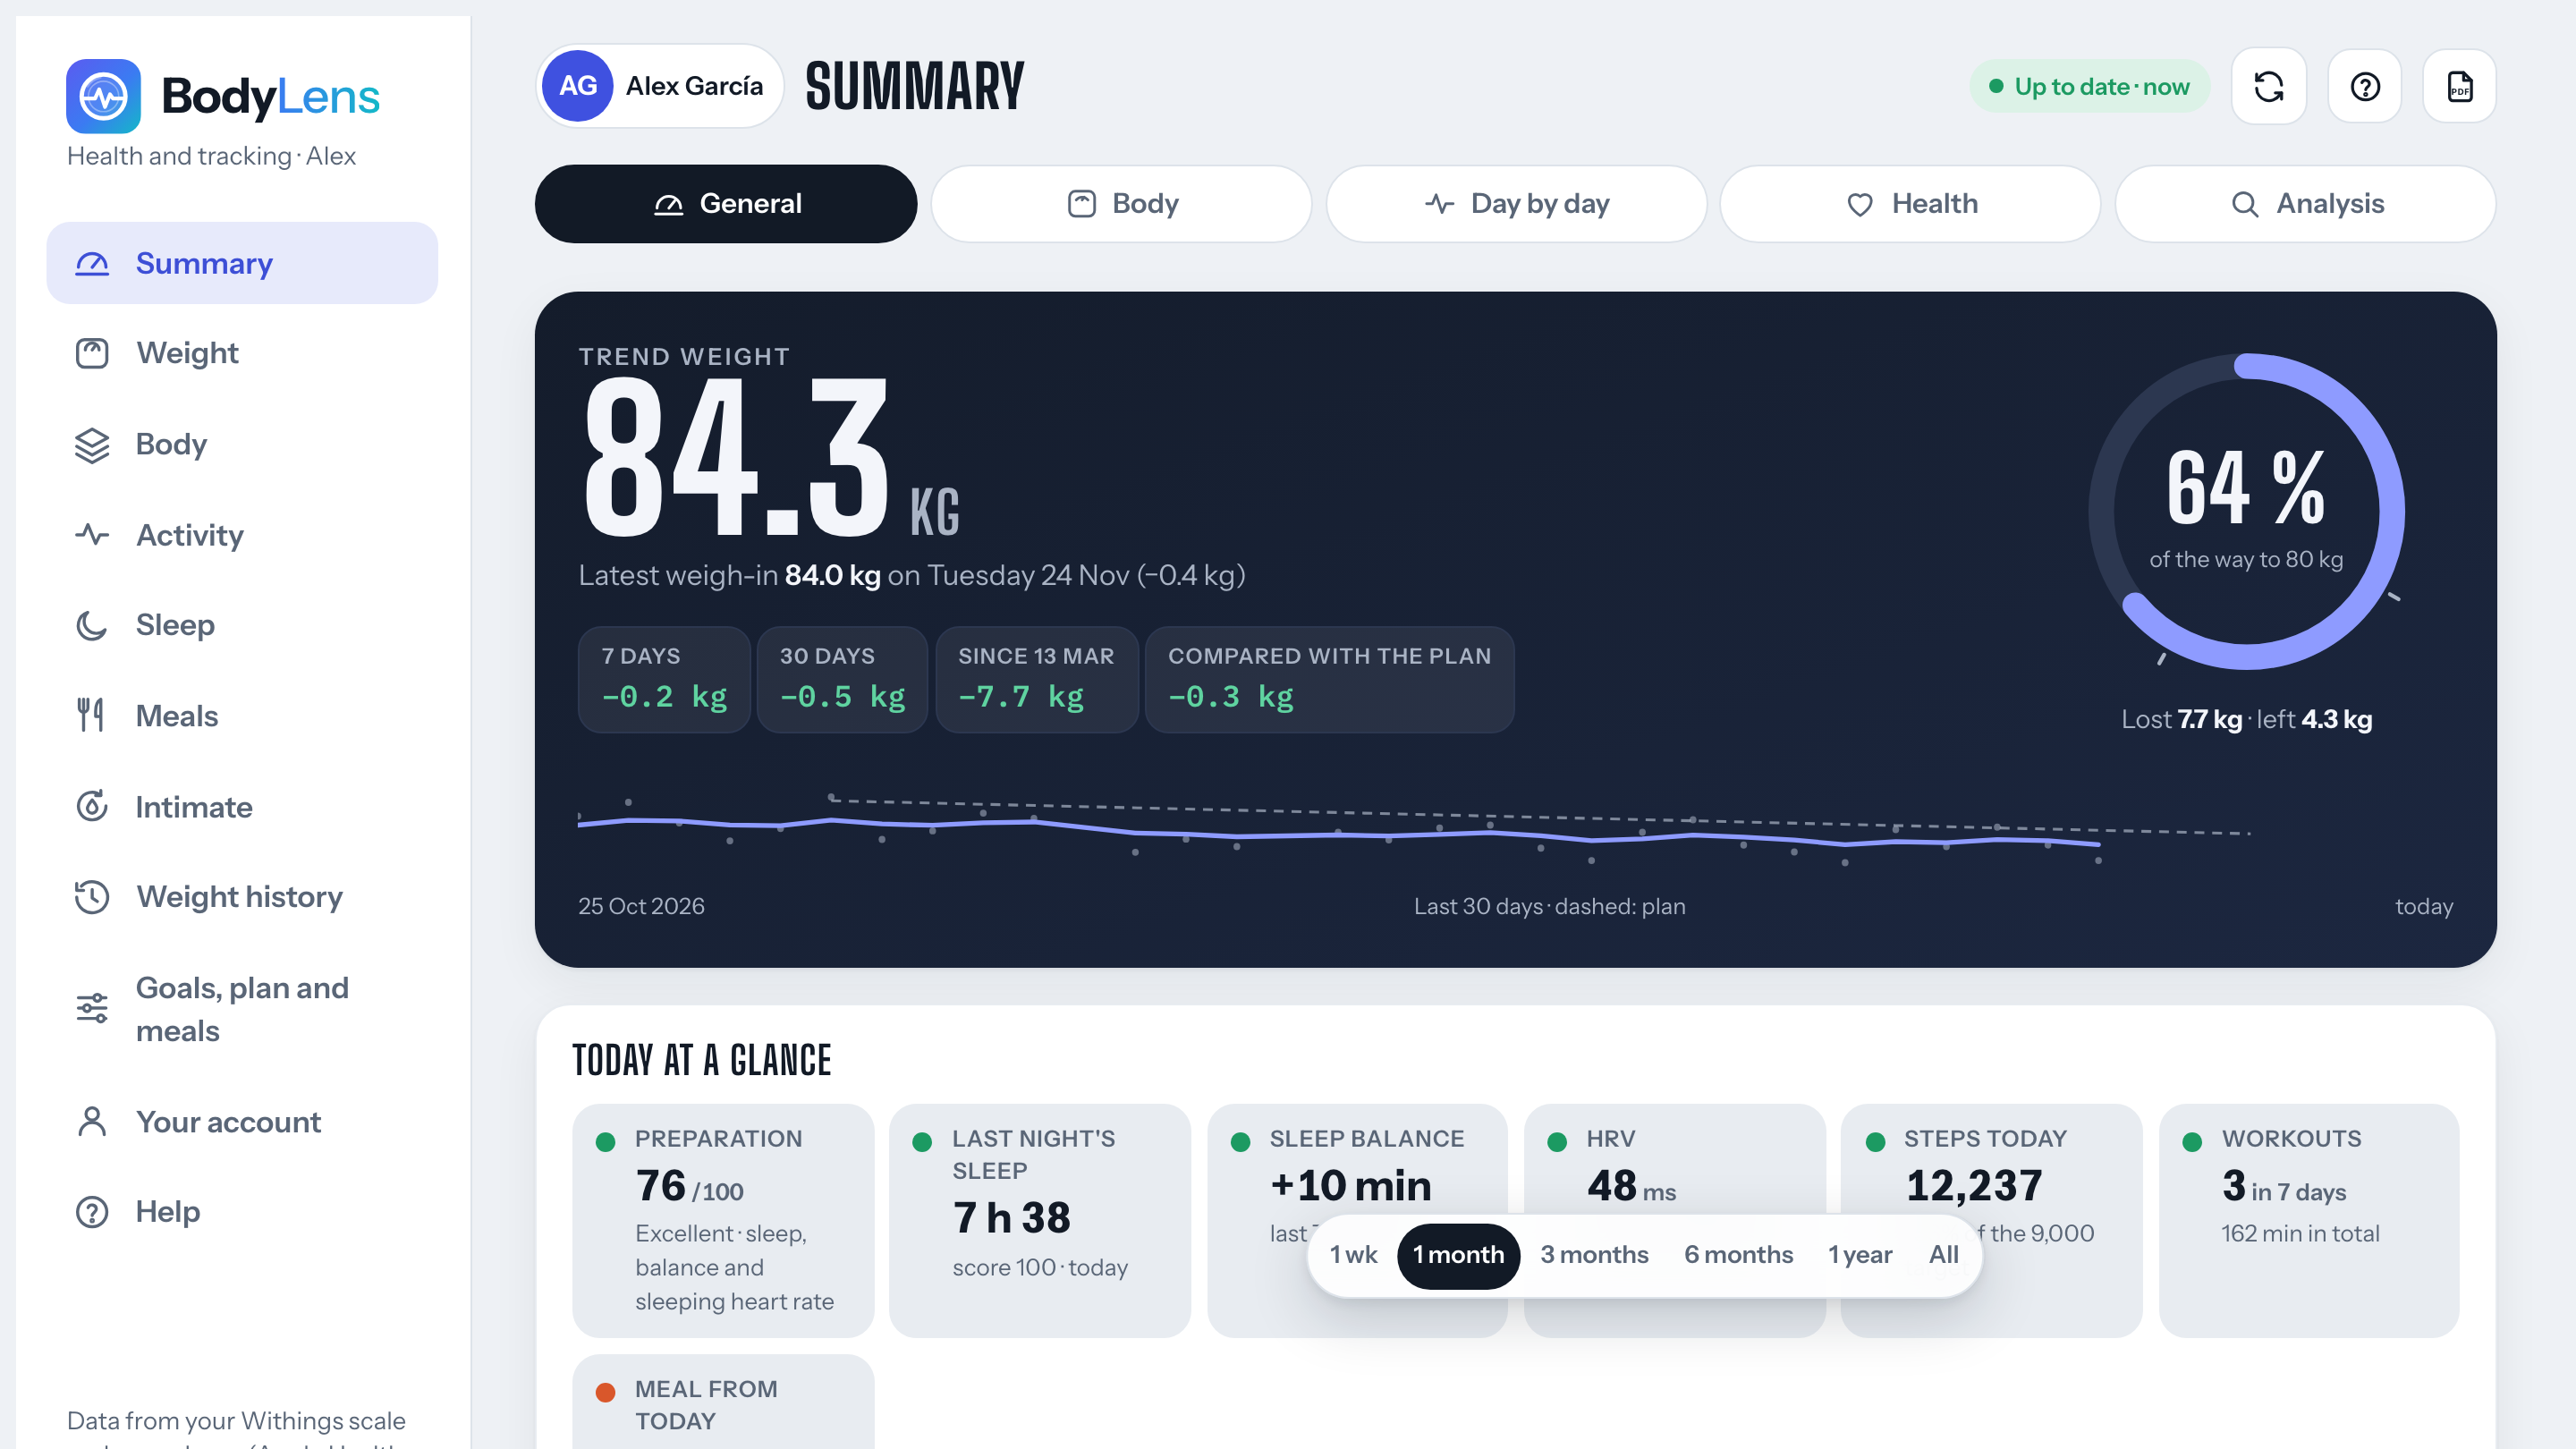 BodyLens
Health and tracking · Alex
Summary
Weight
Body
Activity
Sleep
Meals
Intimate
Weight history
Goals, plan and
meals
Your account
Help
Data from your Withings scale
AG Alex García
SUMMARY
Up to date · now
PDF
General
Body
Day by day
Health
Analysis
TREND WEIGHT
84.3 KG
Latest weigh-in 84.0 kg on Tuesday 24 Nov (−0.4 kg)
7 DAYS
−0.2 kg
30 DAYS
−0.5 kg
SINCE 13 MAR
−7.7 kg
COMPARED WITH THE PLAN
−0.3 kg
64 %
of the way to 80 kg
Lost 7.7 kg · left 4.3 kg
25 Oct 2026
Last 30 days · dashed: plan
today
TODAY AT A GLANCE
PREPARATION
76 /100
Excellent · sleep,
balance and
sleeping heart rate
LAST NIGHT'S
SLEEP
7 h 38
score 100 · today
SLEEP BALANCE
+10 min
last
HRV
48 ms
STEPS TODAY
12,237
of the 9,000
WORKOUTS
3 in 7 days
162 min in total
1 wk
1 month
3 months
6 months
1 year
All
MEAL FROM
TODAY